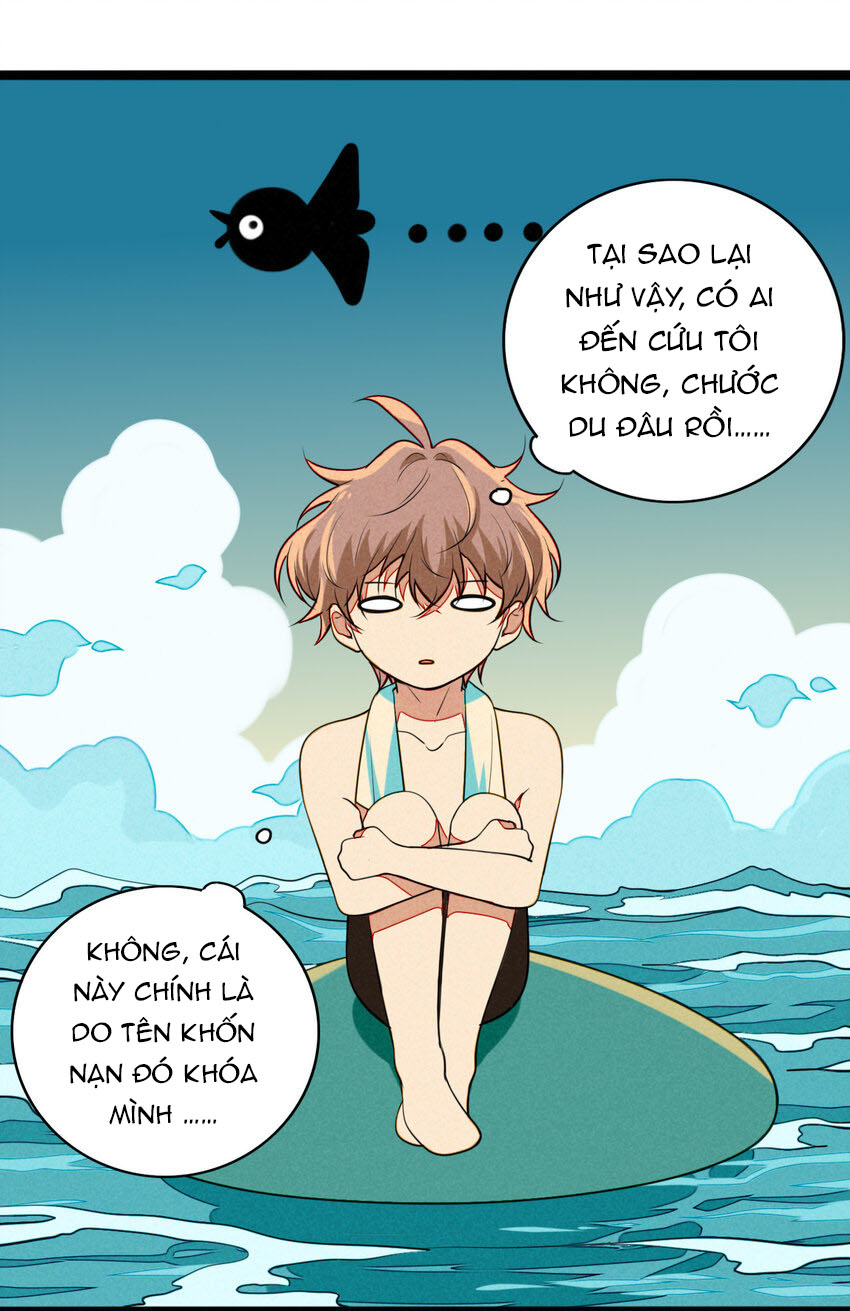 TẠI SAO LẠI
NHƯ VẬY, CÓ AI
ĐẾN CỨU TÔI
KHÔNG, CHƯỚC
DU ĐÂU RỒI......
KHÔNG, CÁI
NÀY CHÍNH LÀ
DO TÊN KHỐN
NẠN ĐÓ KHÓA
MÌNH ......